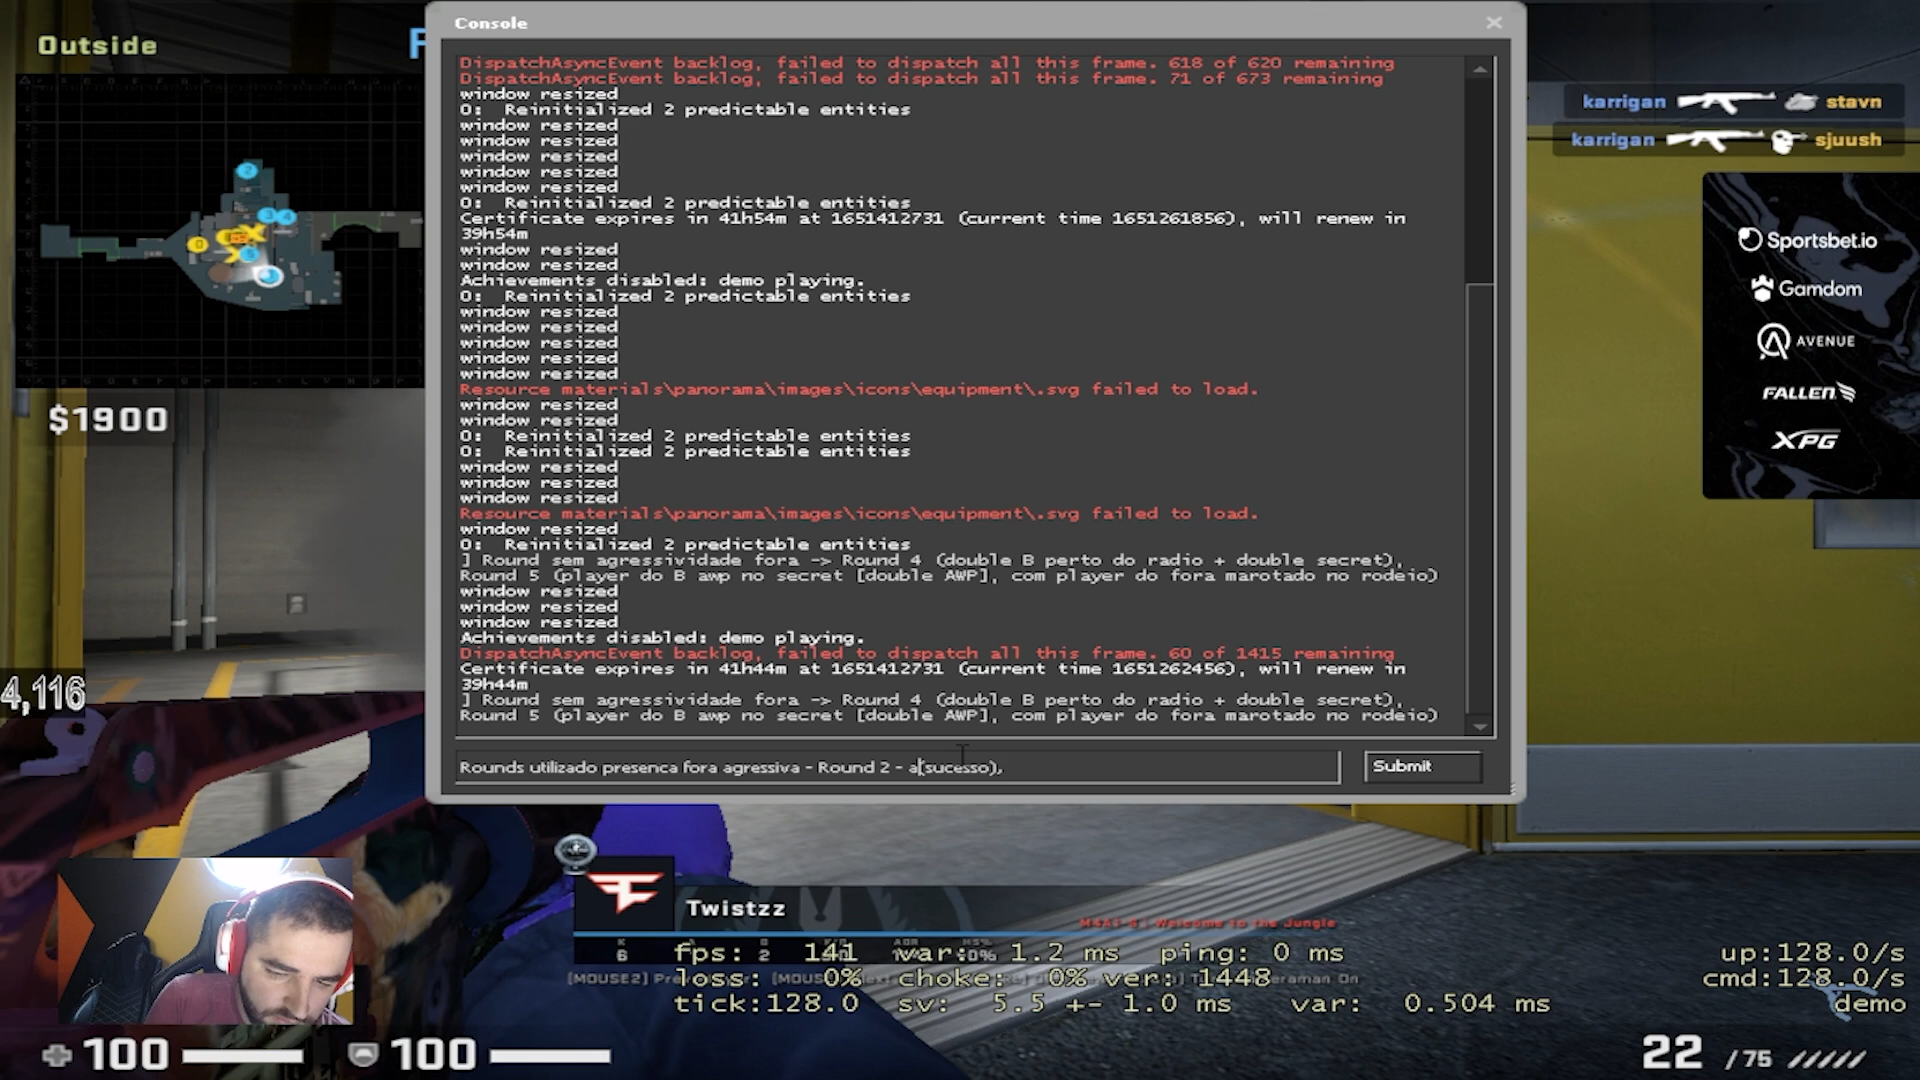 Outside
Console
DispatchAsyncEvent backlog, failed to dispatch all this frame. 618 of 620 remaining
DispatchAsyncEvent backlog, failed to dispatch all this frame. 71 of 673 remaining
window resized
0:  Reinitialized 2 predictable entities
window resized
window resized
window resized
window resized
window resized
0:  Reinitialized 2 predictable entities
Certificate expires in 41h54m at 1651412731 (current time 1651261856), will renew in
39h54m
window resized
window resized
Achievements disabled: demo playing.
0:  Reinitialized 2 predictable entities
window resized
window resized
window resized
window resized
window resized
Resource materials\panorama\images\icons\equipment\.svg failed to load.
window resized
window resized
0:  Reinitialized 2 predictable entities
0:  Reinitialized 2 predictable entities
window resized
window resized
window resized
Resource materials\panorama\images\icons\equipment\.svg failed to load.
window resized
0:  Reinitialized 2 predictable entities
] Round sem agressividade fora -> Round 4 (double B perto do radio + double secret),
Round 5 (player do B awp no secret [double AWP], com player do fora marotado no rodeio)
window resized
window resized
window resized
Achievements disabled: demo playing.
DispatchAsyncEvent backlog, failed to dispatch all this frame. 60 of 1415 remaining
Certificate expires in 41h44m at 1651412731 (current time 1651262456), will renew in
39h44m
] Round sem agressividade fora -> Round 4 (double B perto do radio + double secret),
Round 5 (player do B awp no secret [double AWP], com player do fora marotado no rodeio)
Rounds utilizado presenca fora agressiva - Round 2 - a(sucesso),
Submit
karrigan stavn
karrigan sjuush
Sportsbet.io
Gamdom
AVENUE
FALLEN
XPG
$1900
4,116
Twistzz
M4A1-S | Welcome to the Jungle
fps: 141 var: 1.2 ms ping: 0 ms
loss: 0% choke: 0% ver: 1448
tick:128.0 sv: 5.5 +- 1.0 ms var: 0.504 ms
up:128.0/s
cmd:128.0/s
demo
100
100
22 / 75